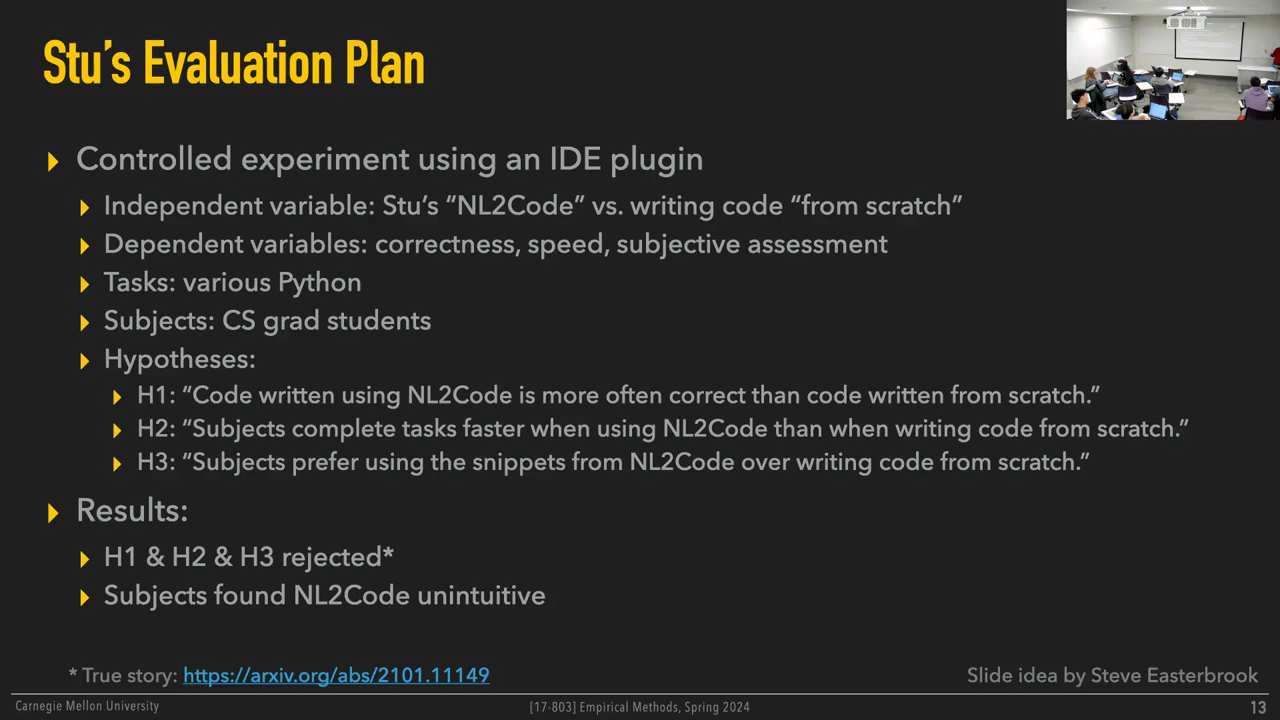 Stu's Evaluation Plan
Controlled experiment using an IDE plugin
Independent variable: Stu's “NL2Code” vs. writing code “from scratch”
Dependent variables: correctness, speed, subjective assessment
Tasks: various Python
Subjects: CS grad students
Hypotheses:
H1: “Code written using NL2Code is more often correct than code written from scratch.”
H2: “Subjects complete tasks faster when using NL2Code than when writing code from scratch.”
H3: “Subjects prefer using the snippets from NL2Code over writing code from scratch.”
Results:
H1 & H2 & H3 rejected*
Subjects found NL2Code unintuitive
* True story: https://arxiv.org/abs/2101.11149
Slide idea by Steve Easterbrook
Carnegie Mellon University
[17-803] Empirical Methods, Spring 2024
13